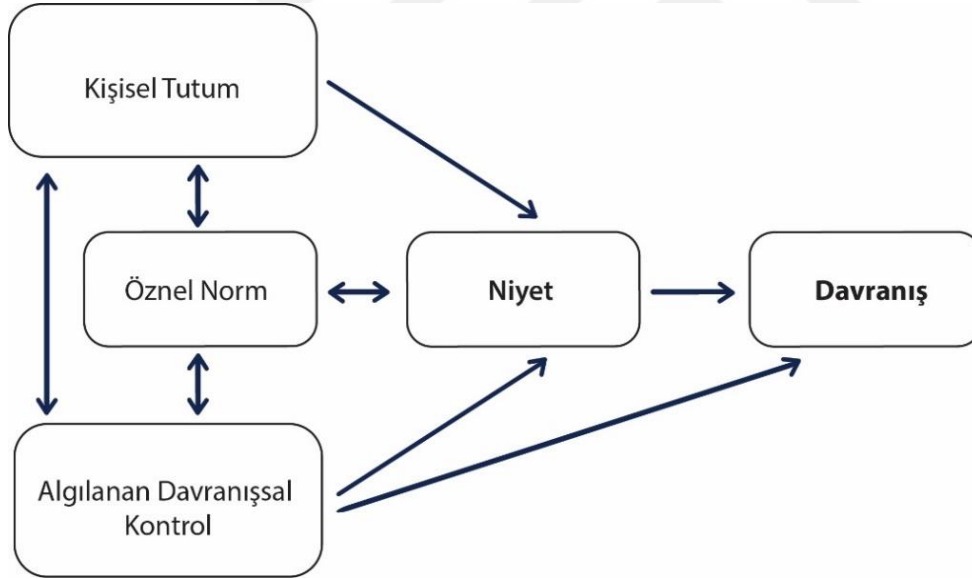 Kişisel Tutum
Öznel Norm
Niyet
Davranış
Algılanan Davranışsal
Kontrol